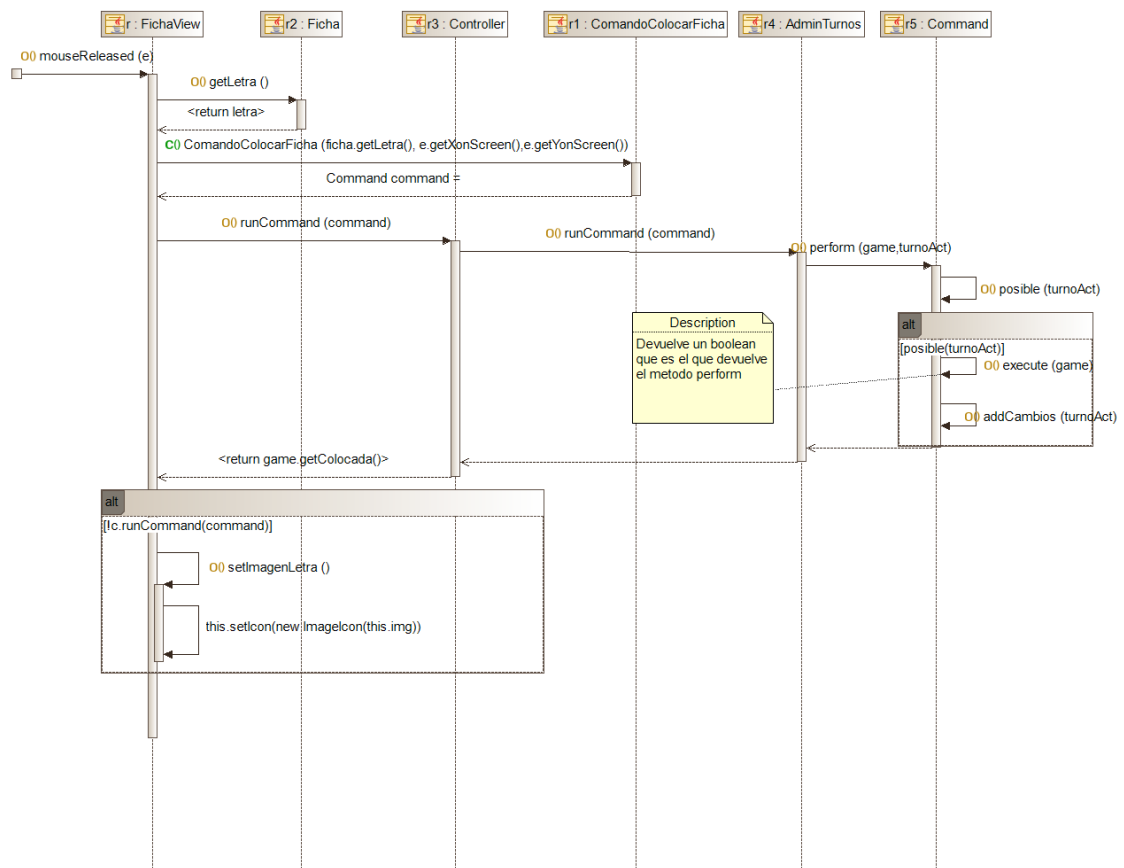 r : FichaView
r2 : Ficha
r3 : Controller
r1 : ComandoColocarFicha
r4 : AdminTurnos
r5 : Command
O() mouseReleased (e)
O() getLetra ()
<return letra>
C() ComandoColocarFicha (ficha.getLetra(), e.getXonScreen(),e.getYonScreen())
Command command =
O() runCommand (command)
O() runCommand (command)
O() perform (game,turnoAct)
O() posible (turnoAct)
Description
Devuelve un boolean
que es el que devuelve
el metodo perform
alt
[posible(turnoAct)]
O() execute (game)
O() addCambios (turnoAct)
<return game.getColocada()>
alt
[!c.runCommand(command)]
O() setImagenLetra ()
this.setIcon(new ImageIcon(this.img))